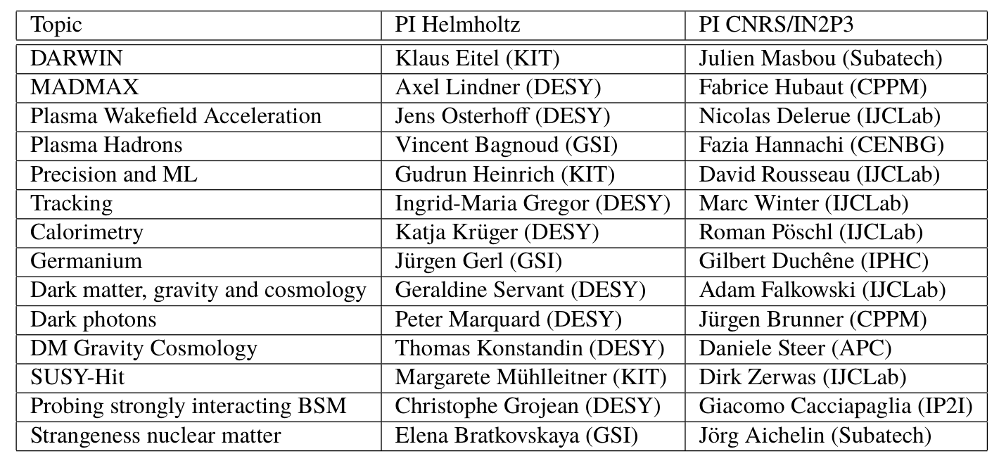 Topic PI Helmholtz PI CNRS/IN2P3
DARWIN Klaus Eitel (KIT) Julien Masbou (Subatech)
MADMAX Axel Lindner (DESY) Fabrice Hubaut (CPPM)
Plasma Wakefield Acceleration Jens Osterhoff (DESY) Nicolas Delerue (IJCLab)
Plasma Hadrons Vincent Bagnoud (GSI) Fazia Hannachi (CENBG)
Precision and ML Gudrun Heinrich (KIT) David Rousseau (IJCLab)
Tracking Ingrid-Maria Gregor (DESY) Marc Winter (IJCLab)
Calorimetry Katja Krüger (DESY) Roman Pöschl (IJCLab)
Germanium Jürgen Gerl (GSI) Gilbert Duchêne (IPHC)
Dark matter, gravity and cosmology Geraldine Servant (DESY) Adam Falkowski (IJCLab)
Dark photons Peter Marquard (DESY) Jürgen Brunner (CPPM)
DM Gravity Cosmology Thomas Konstandin (DESY) Daniele Steer (APC)
SUSY-Hit Margarete Mühlleitner (KIT) Dirk Zerwas (IJCLab)
Probing strongly interacting BSM Christophe Grojean (DESY) Giacomo Cacciapaglia (IP2I)
Strangeness nuclear matter Elena Bratkovskaya (GSI) Jörg Aichelin (Subatech)